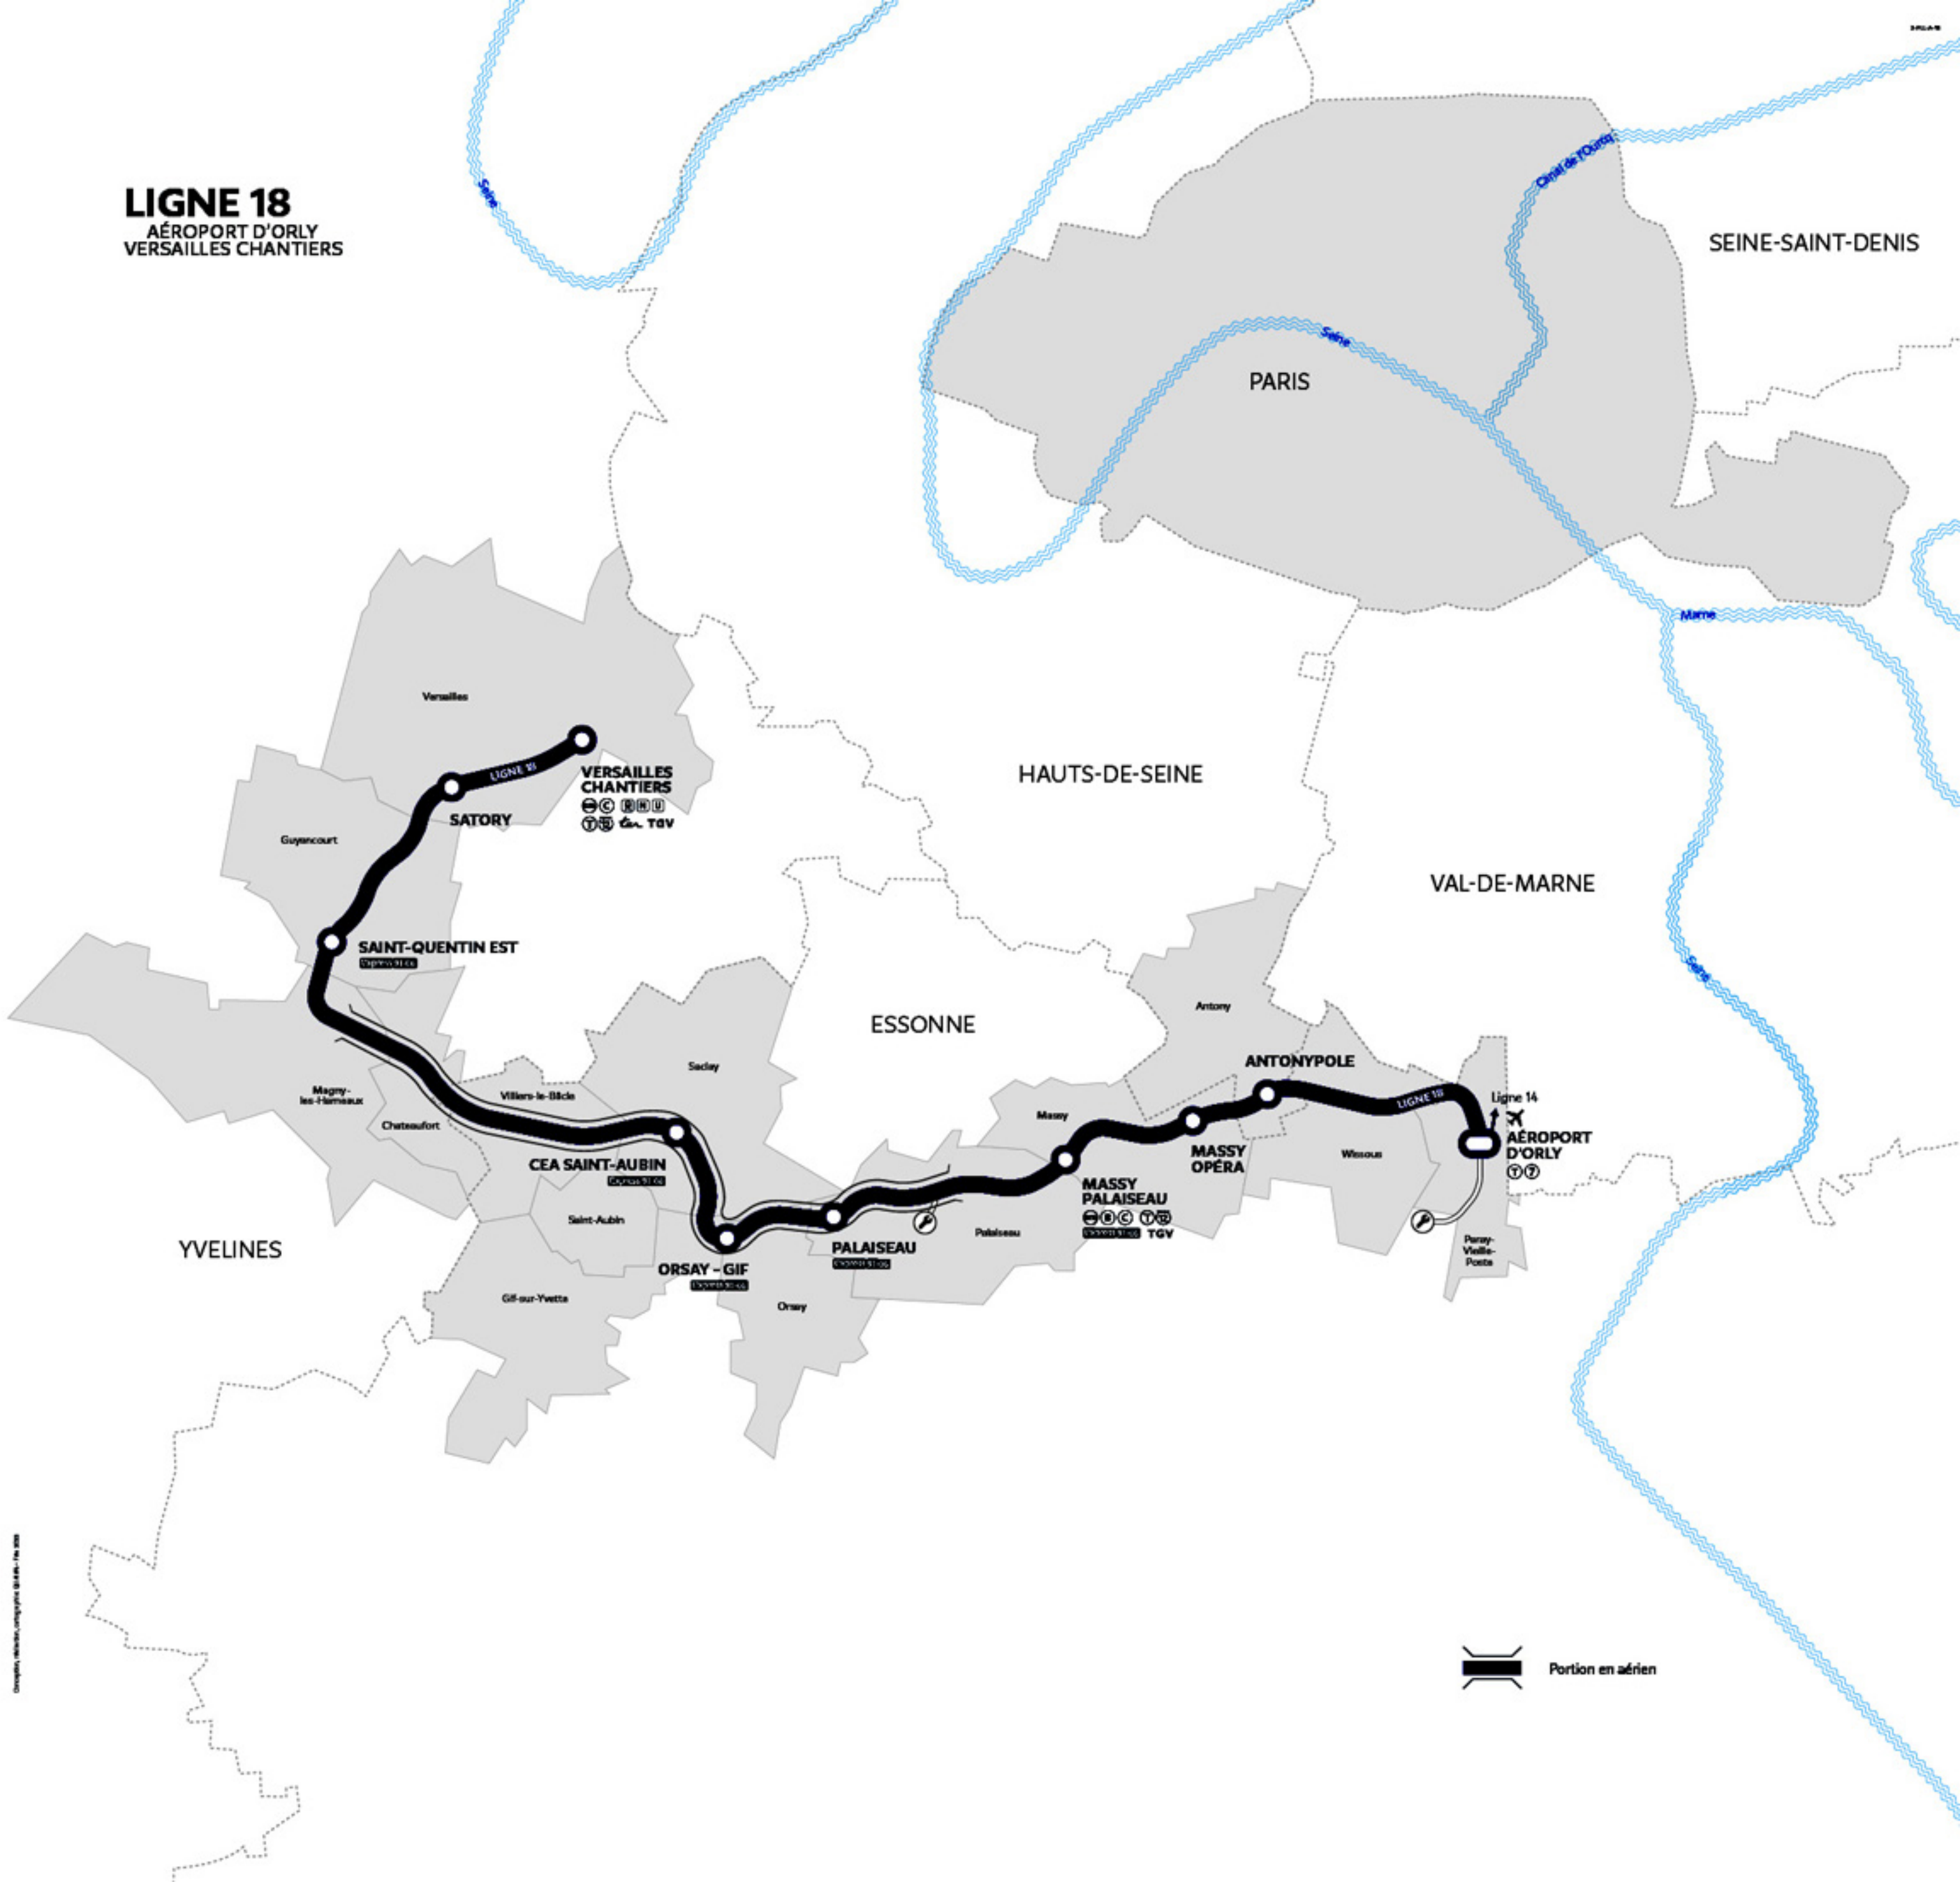 LIGNE 18
AÉROPORT D'ORLY
VERSAILLES CHANTIERS
Seine
Canal de l'Ourcq
SEINE-SAINT-DENIS
Seine
PARIS
Marne
Versailles
LIGNE 18
VERSAILLES
CHANTIERS
C R N U
T ter TGV
SATORY
Guyancourt
HAUTS-DE-SEINE
VAL-DE-MARNE
SAINT-QUENTIN EST
Seine
Antony
ESSONNE
Saclay
ANTONYPOLE
Magny-
les-Hameaux
Villiers-le-Bâcle
Chateaufort
Massy
LIGNE 18
Ligne 14
AÉROPORT
D'ORLY
T 7
MASSY
OPÉRA
Wissous
CEA SAINT-AUBIN
MASSY
PALAISEAU
B C T
TGV
Saint-Aubin
Palaiseau
PALAISEAU
YVELINES
ORSAY - GIF
Paray-
Vieille-
Poste
Gif-sur-Yvette
Orsay
Portion en aérien